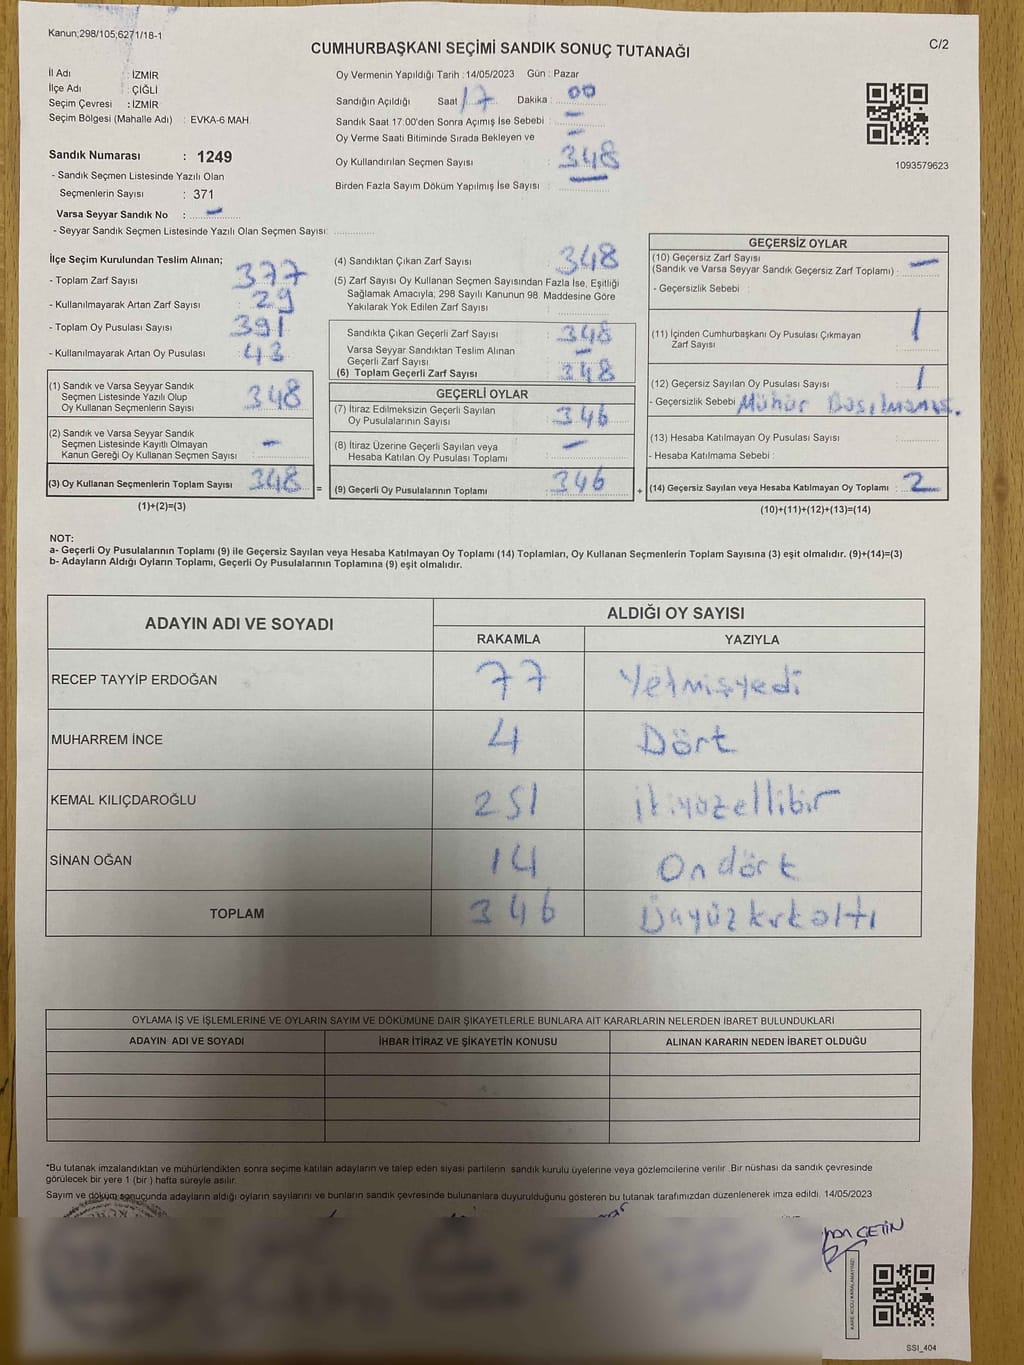 Kanun;298/105;6271/18-1
CUMHURBAŞKANI SEÇİMİ SANDIK SONUÇ TUTANAĞI
C/2
İl Adı : İZMİR
İlçe Adı : ÇİĞLİ
Seçim Çevresi : İZMİR
Seçim Bölgesi (Mahalle Adı) : EVKA-6 MAH.
Sandık Numarası : 1249
- Sandık Seçmen Listesinde Yazılı Olan
Seçmenlerin Sayısı : 371
Varsa Seyyar Sandık No : -
- Seyyar Sandık Seçmen Listesinde Yazılı Olan Seçmen Sayısı:
Oy Vermenin Yapıldığı Tarih : 14/05/2023 Gün : Pazar
Sandığın Açıldığı Saat 17 Dakika : 00
Sandık Saat 17:00'den Sonra Açımış İse Sebebi : -
Oy Verme Saati Bitiminde Sırada Bekleyen ve
Oy Kullandırılan Seçmen Sayısı : 348
Birden Fazla Sayım Döküm Yapılmış İse Sayısı : -
1093579623
İlçe Seçim Kurulundan Teslim Alınan;
- Toplam Zarf Sayısı 377
- Kullanılmayarak Artan Zarf Sayısı : 29
- Toplam Oy Pusulası Sayısı 391
- Kullanılmayarak Artan Oy Pusulası : 43
(1) Sandık ve Varsa Seyyar Sandık
Seçmen Listesinde Yazılı Olup
Oy Kullanan Seçmenlerin Sayısı 348
(2) Sandık ve Varsa Seyyar Sandık
Seçmen Listesinde Kayıtlı Olmayan
Kanun Gereği Oy Kullanan Seçmen Sayısı : -
(3) Oy Kullanan Seçmenlerin Toplam Sayısı 348
(1)+(2)=(3)
=
(4) Sandıktan Çıkan Zarf Sayısı 348
(5) Zarf Sayısı Oy Kullanan Seçmen Sayısından Fazla İse, Eşitliği
Sağlamak Amacıyla, 298 Sayılı Kanunun 98. Maddesine Göre
Yakılarak Yok Edilen Zarf Sayısı :
Sandıkta Çıkan Geçerli Zarf Sayısı : 348
Varsa Seyyar Sandıktan Teslim Alınan
Geçerli Zarf Sayısı : -
(6) Toplam Geçerli Zarf Sayısı 348
GEÇERLİ OYLAR
(7) İtiraz Edilmeksizin Geçerli Sayılan
Oy Pusulalarının Sayısı : 346
(8) İtiraz Üzerine Geçerli Sayılan veya
Hesaba Katılan Oy Pusulası Toplamı : -
(9) Geçerli Oy Pusulalarının Toplamı : 346
+
GEÇERSİZ OYLAR
(10) Geçersiz Zarf Sayısı
(Sandık ve Varsa Seyyar Sandık Geçersiz Zarf Toplamı) : -
- Geçersizlik Sebebi :
(11) İçinden Cumhurbaşkanı Oy Pusulası Çıkmayan
Zarf Sayısı : 1
(12) Geçersiz Sayılan Oy Pusulası Sayısı : 1
- Geçersizlik Sebebi Mühür Basılmamış.
(13) Hesaba Katılmayan Oy Pusulası Sayısı :
- Hesaba Katılmama Sebebi :
(14) Geçersiz Sayılan veya Hesaba Katılmayan Oy Toplamı : 2
(10)+(11)+(12)+(13)=(14)
NOT:
a- Geçerli Oy Pusulalarının Toplamı (9) ile Geçersiz Sayılan veya Hesaba Katılmayan Oy Toplamı (14) Toplamları, Oy Kullanan Seçmenlerin Toplam Sayısına (3) eşit olmalıdır. (9)+(14)=(3)
b- Adayların Aldığı Oyların Toplamı, Geçerli Oy Pusulalarının Toplamına (9) eşit olmalıdır.
ADAYIN ADI VE SOYADI
ALDIĞI OY SAYISI
RAKAMLA YAZIYLA
RECEP TAYYİP ERDOĞAN 77 Yetmişyedi
MUHARREM İNCE 4 Dört
KEMAL KILIÇDAROĞLU 251 ikiyüzellibir
SİNAN OĞAN 14 Ondört
TOPLAM 346 Üçyüzkırkaltı
OYLAMA İŞ VE İŞLEMLERİNE VE OYLARIN SAYIM VE DÖKÜMÜNE DAİR ŞİKAYETLERLE BUNLARA AİT KARARLARIN NELERDEN İBARET BULUNDUKLARI
ADAYIN ADI VE SOYADI İHBAR İTİRAZ VE ŞİKAYETİN KONUSU ALINAN KARARIN NEDEN İBARET OLDUĞU
*Bu tutanak imzalandıktan ve mühürlendikten sonra seçime katılan adayların ve talep eden siyasi partilerin sandık kurulu üyelerine veya gözlemcilerine verilir. Bir nüshası da sandık çevresinde
görülecek bir yere 1 (bir ) hafta süreyle asılır.
Sayım ve döküm sonucunda adayların aldığı oyların sayılarını ve bunların sandık çevresinde bulunanlara duyurulduğunu gösteren bu tutanak tarafımızdan düzenlenerek imza edildi. 14/05/2023
ÇETİN
KARE KODU KARALAMAYINIZ!
SSI_404